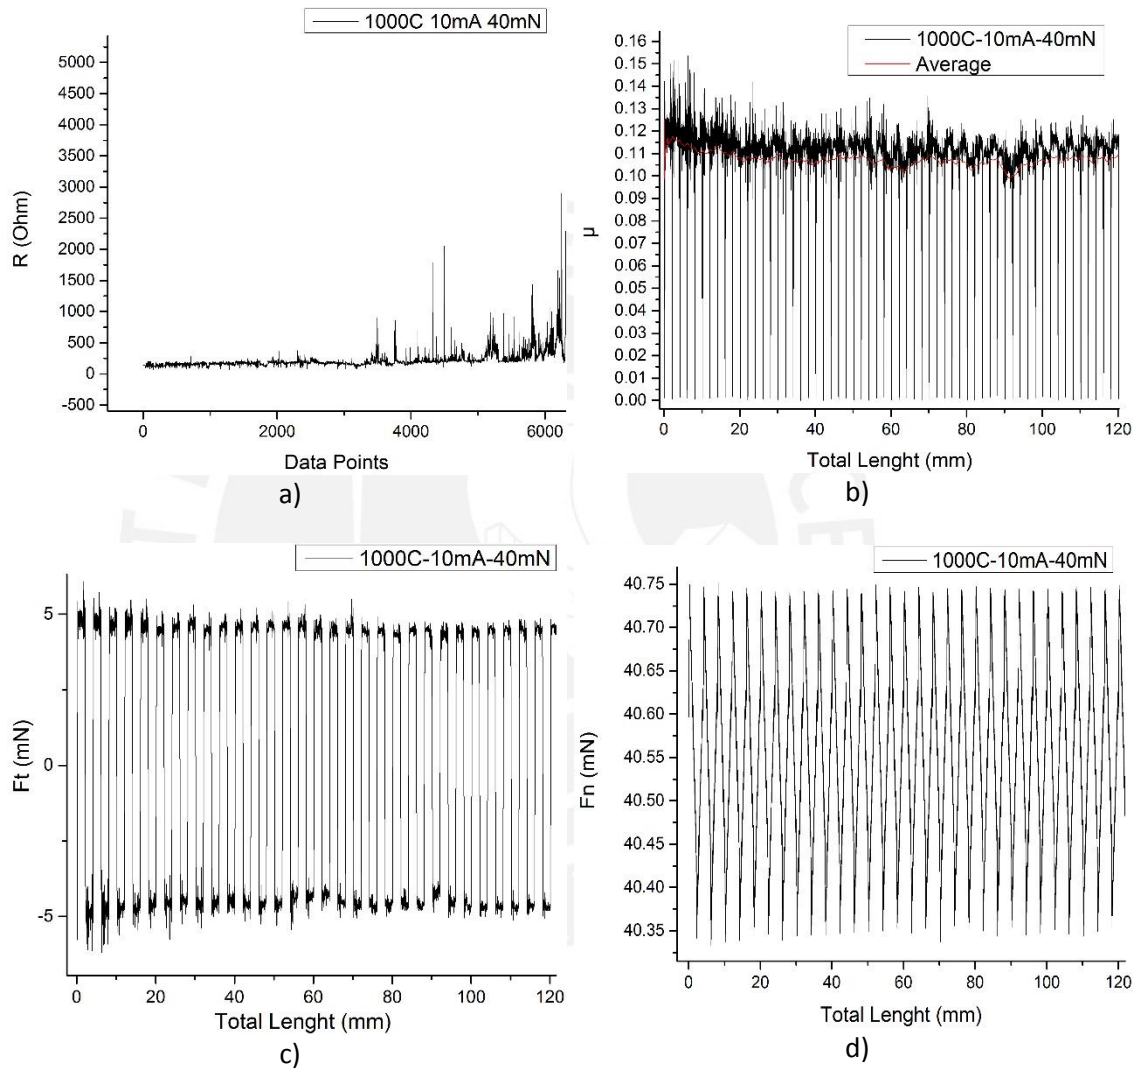 1000C 10mA 40mN
5000
4500
4000
3500
3000
2500
2000
1500
1000
500
0
-500
R (Ohm)
0 2000 4000 6000
Data Points
a)
1000C-10mA-40mN
Average
0.16
0.15
0.14
0.13
0.12
0.11
0.10
0.09
0.08
0.07
0.06
0.05
0.04
0.03
0.02
0.01
0.00
μ
0 20 40 60 80 100 120
Total Lenght (mm)
b)
1000C-10mA-40mN
5
0
-5
Ft (mN)
0 20 40 60 80 100 120
Total Lenght (mm)
c)
1000C-10mA-40mN
40.75
40.70
40.65
40.60
40.55
40.50
40.45
40.40
40.35
Fn (mN)
0 20 40 60 80 100 120
Total Lenght (mm)
d)